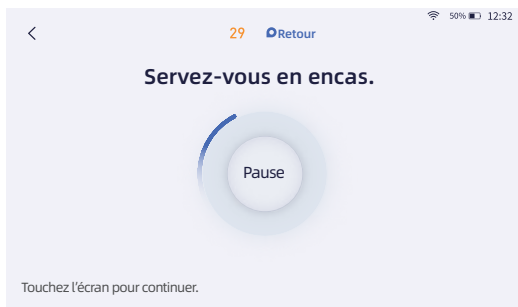 50% 12:32
29 Retour
Servez-vous en encas.
Pause
Touchez l'écran pour continuer.